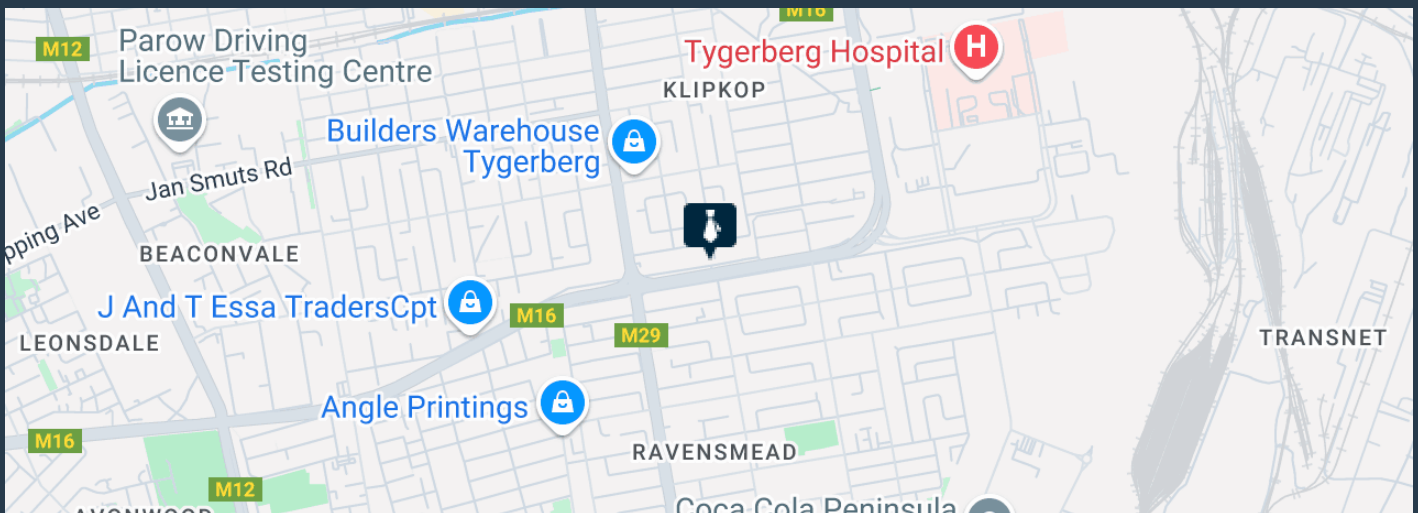 M16
M12
Parow Driving
Licence Testing Centre
Tygerberg Hospital
H
KLIPKOP
Builders Warehouse
Tygerberg
Jan Smuts Rd
pping Ave
BEACONVALE
J And T Essa TradersCpt
M16
M29
LEONSDALE
TRANSNET
Angle Printings
M16
RAVENSMEAD
M12
Coca Cola Peninsula
AVONWOOD